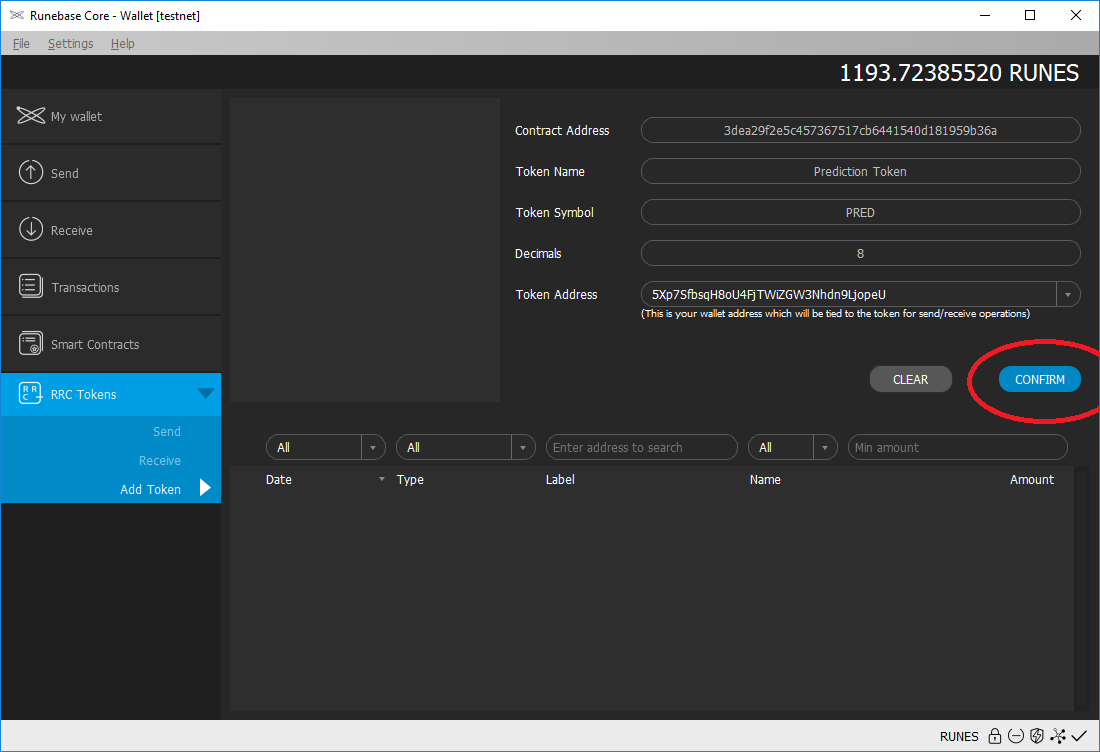 Runebase Core - Wallet [testnet]
File Settings Help
1193.72385520 RUNES
My wallet
Send
Receive
Transactions
Smart Contracts
R R C
RRC Tokens
Send
Receive
Add Token
Contract Address 3dea29f2e5c457367517cb6441540d181959b36a
Token Name Prediction Token
Token Symbol PRED
Decimals 8
Token Address 5Xp7SfbsqH8oU4FjTWiZGW3Nhdn9LjopeU
(This is your wallet address which will be tied to the token for send/receive operations)
CLEAR CONFIRM
All All Enter address to search All Min amount
Date Type Label Name Amount
RUNES